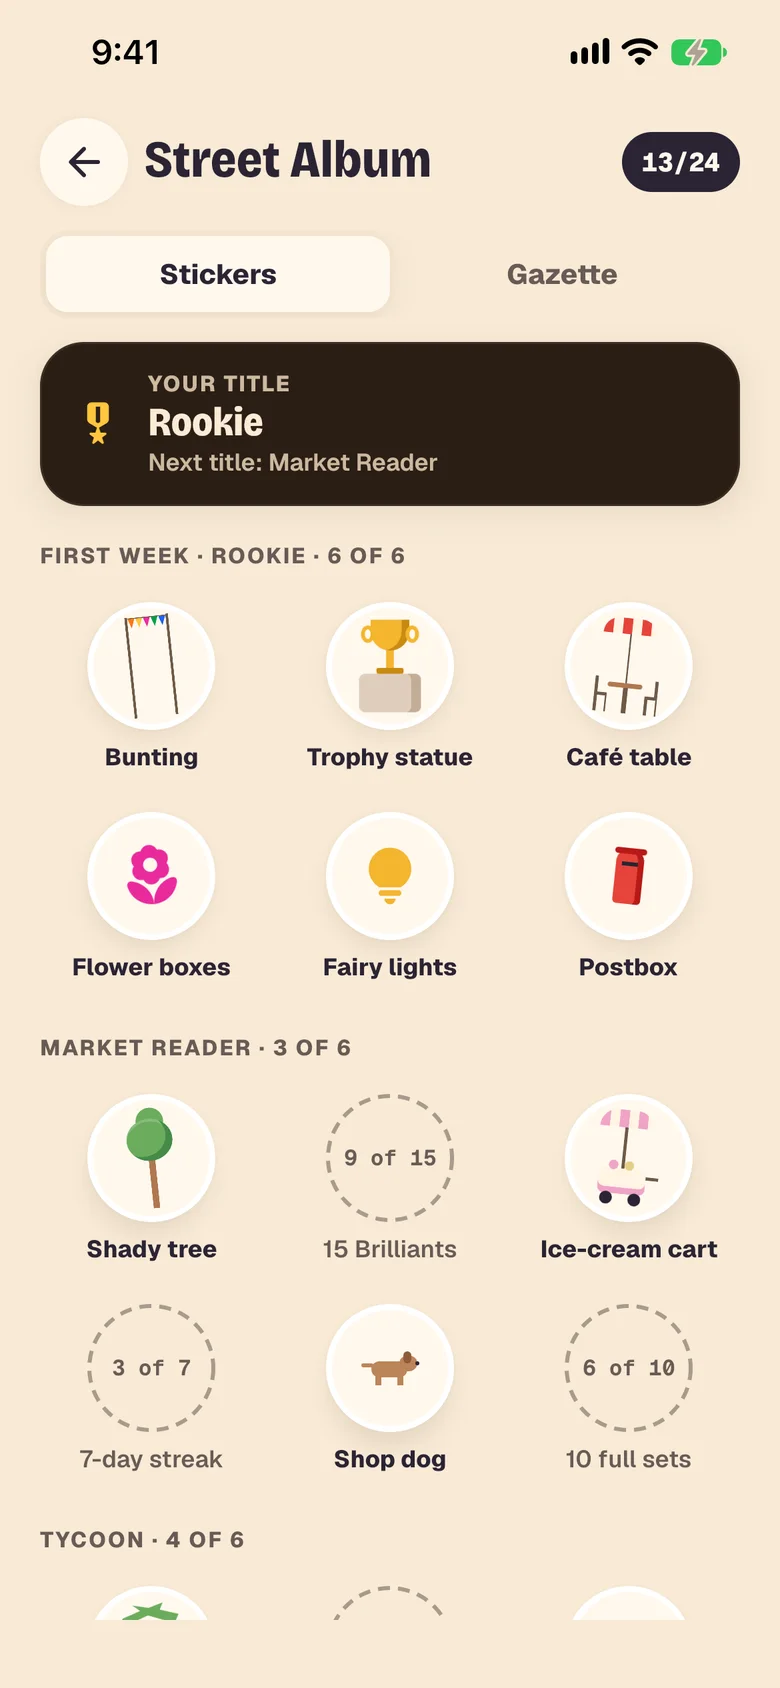 9:41
Street Album
13/24
Stickers
Gazette
YOUR TITLE
Rookie
Next title: Market Reader
FIRST WEEK · ROOKIE · 6 OF 6
Bunting
Trophy statue
Café table
Flower boxes
Fairy lights
Postbox
MARKET READER · 3 OF 6
9 of 15
Shady tree
15 Brilliants
Ice-cream cart
3 of 7
6 of 10
7-day streak
Shop dog
10 full sets
TYCOON · 4 OF 6